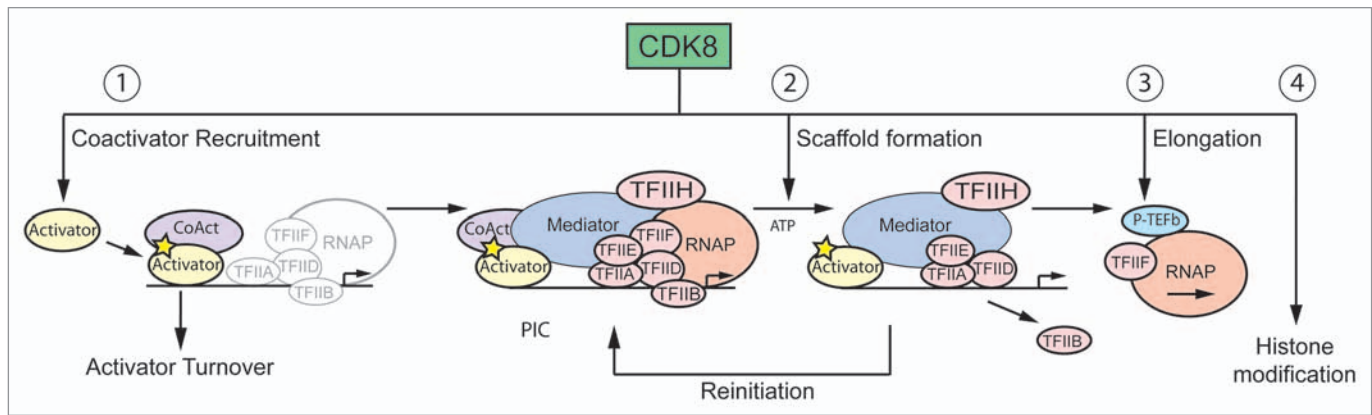 CDK8
1
2
3
4
Coactivator Recruitment
Scaffold formation
Elongation
Activator
CoAct
Activator
TFIIA
TFIID
TFIIF
TFIIB
RNAP
CoAct
Activator
Mediator
TFIIH
TFIIE
TFIIF
TFIIA
TFIID
TFIIB
RNAP
PIC
ATP
Activator
Mediator
TFIIH
TFIIE
TFIIA
TFIID
TFIIB
P-TEFb
TFIIF
RNAP
Activator Turnover
Reinitiation
Histone
modification